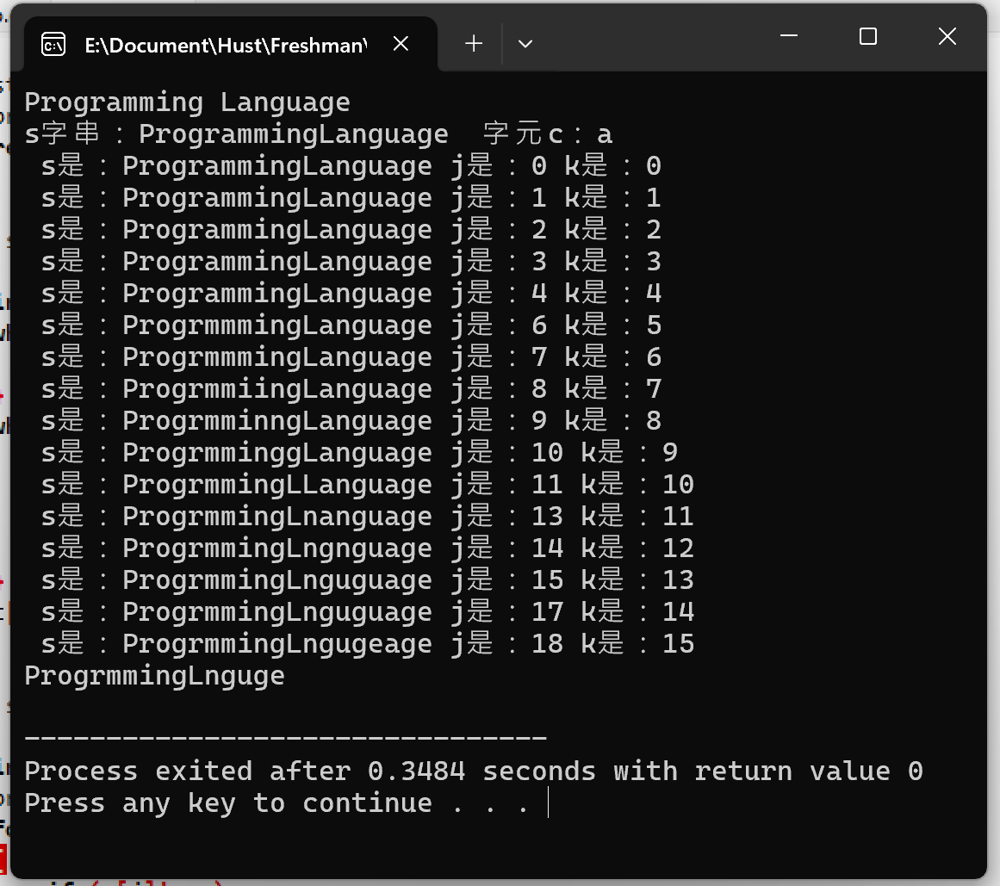 E:\Document\Hust\Freshman\
Programming Language
s字串：ProgrammingLanguage  字元c：a
 s是：ProgrammingLanguage j是：0 k是：0
 s是：ProgrammingLanguage j是：1 k是：1
 s是：ProgrammingLanguage j是：2 k是：2
 s是：ProgrammingLanguage j是：3 k是：3
 s是：ProgrammingLanguage j是：4 k是：4
 s是：ProgrmmmingLanguage j是：6 k是：5
 s是：ProgrmmmingLanguage j是：7 k是：6
 s是：ProgrmmiingLanguage j是：8 k是：7
 s是：ProgrmminngLanguage j是：9 k是：8
 s是：ProgrmminggLanguage j是：10 k是：9
 s是：ProgrmmingLLanguage j是：11 k是：10
 s是：ProgrmmingLnanguage j是：13 k是：11
 s是：ProgrmmingLngnguage j是：14 k是：12
 s是：ProgrmmingLnguguage j是：15 k是：13
 s是：ProgrmmingLnguguage j是：17 k是：14
 s是：ProgrmmingLngugeage j是：18 k是：15
ProgrmmingLnguge
--------------------------------
Process exited after 0.3484 seconds with return value 0
Press any key to continue . . .